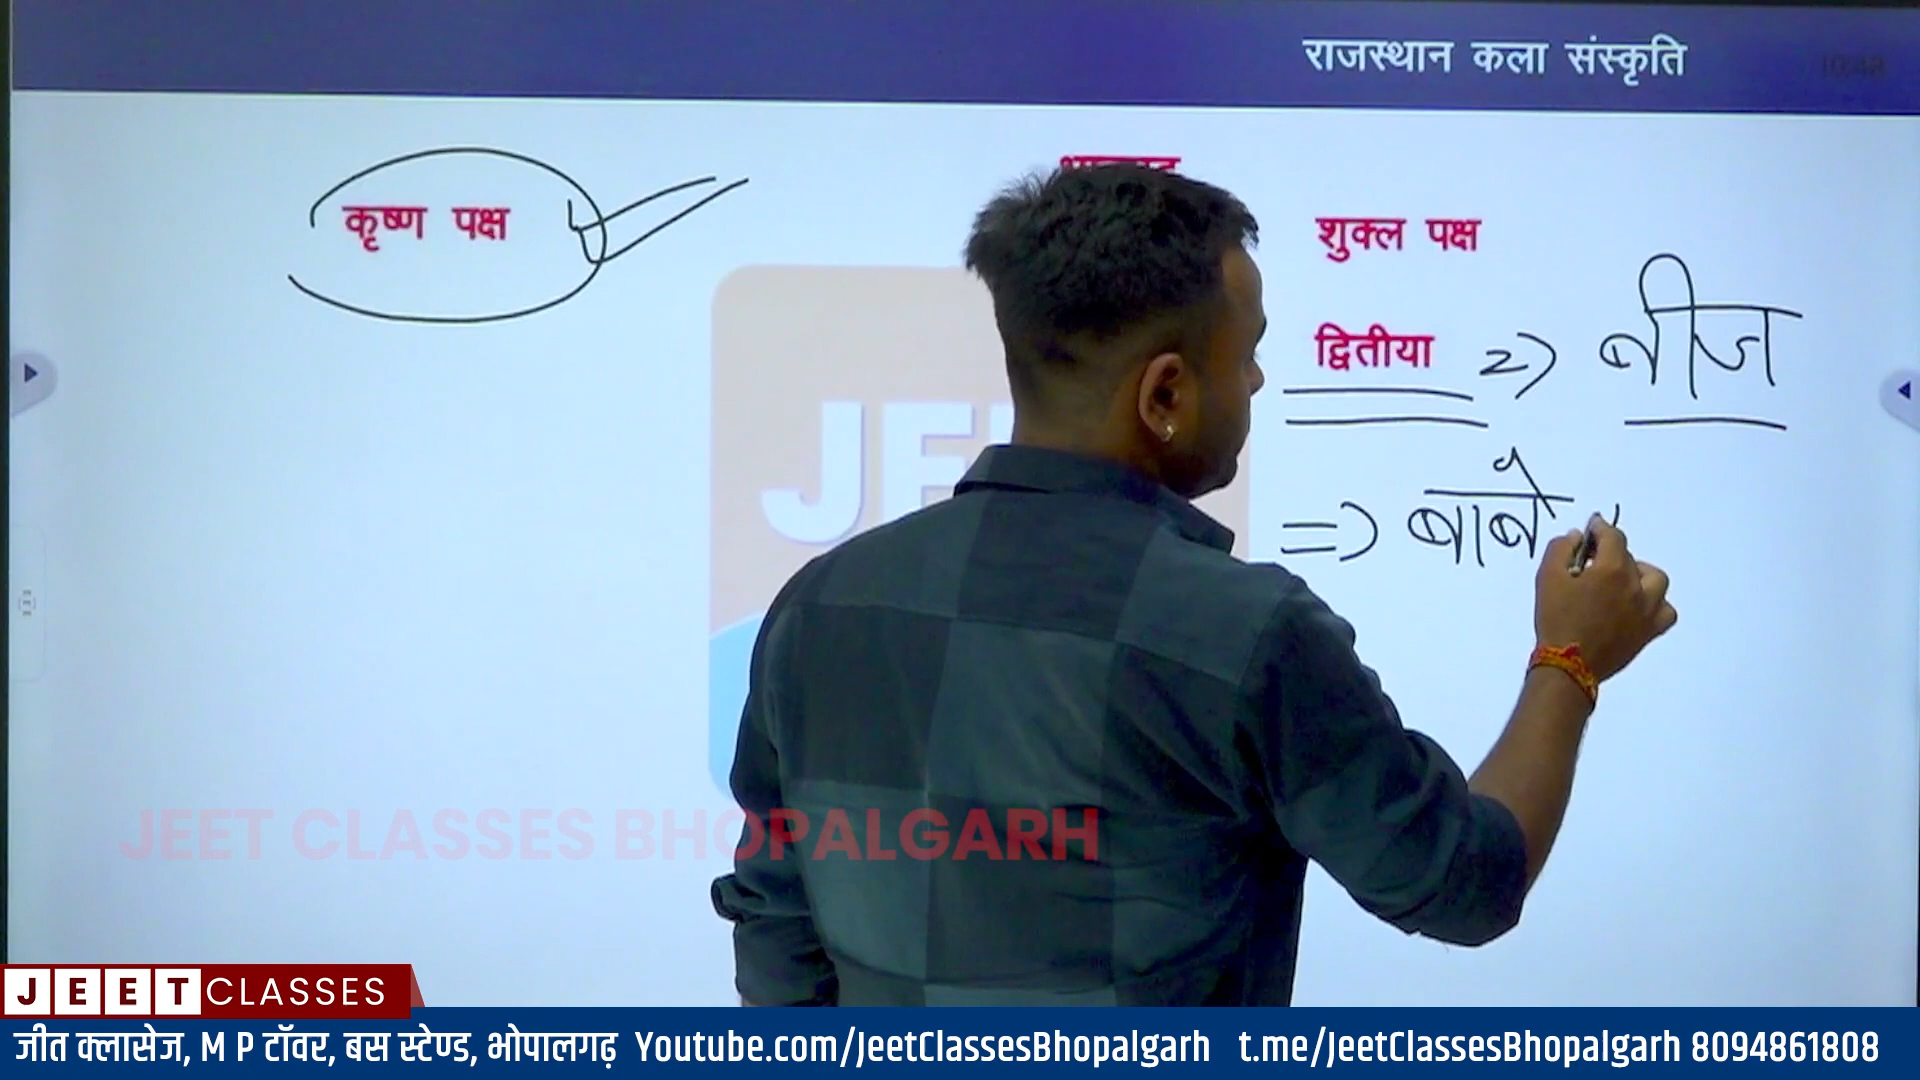 राजस्थान कला संस्कृति
कृष्ण पक्ष
शुक्ल पक्ष
द्वितीया => बीज
=> बाबे
JEET CLASSES BHOPALGARH
JEET CLASSES
जीत क्लासेज, M P टॉवर, बस स्टेण्ड, भोपालगढ़ Youtube.com/JeetClassesBhopalgarh t.me/JeetClassesBhopalgarh 8094861808